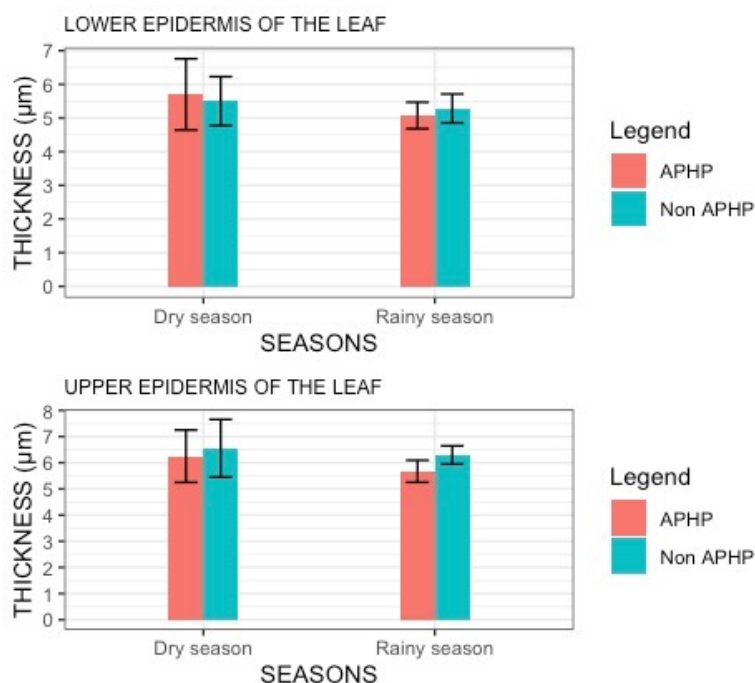 LOWER EPIDERMIS OF THE LEAF
7
6
5
4
3
2
1
0
THICKNESS (µm)
Dry season
Rainy season
SEASONS
Legend
APHP
Non APHP
UPPER EPIDERMIS OF THE LEAF
8
7
6
5
4
3
2
1
0
THICKNESS (µm)
Dry season
Rainy season
SEASONS
Legend
APHP
Non APHP